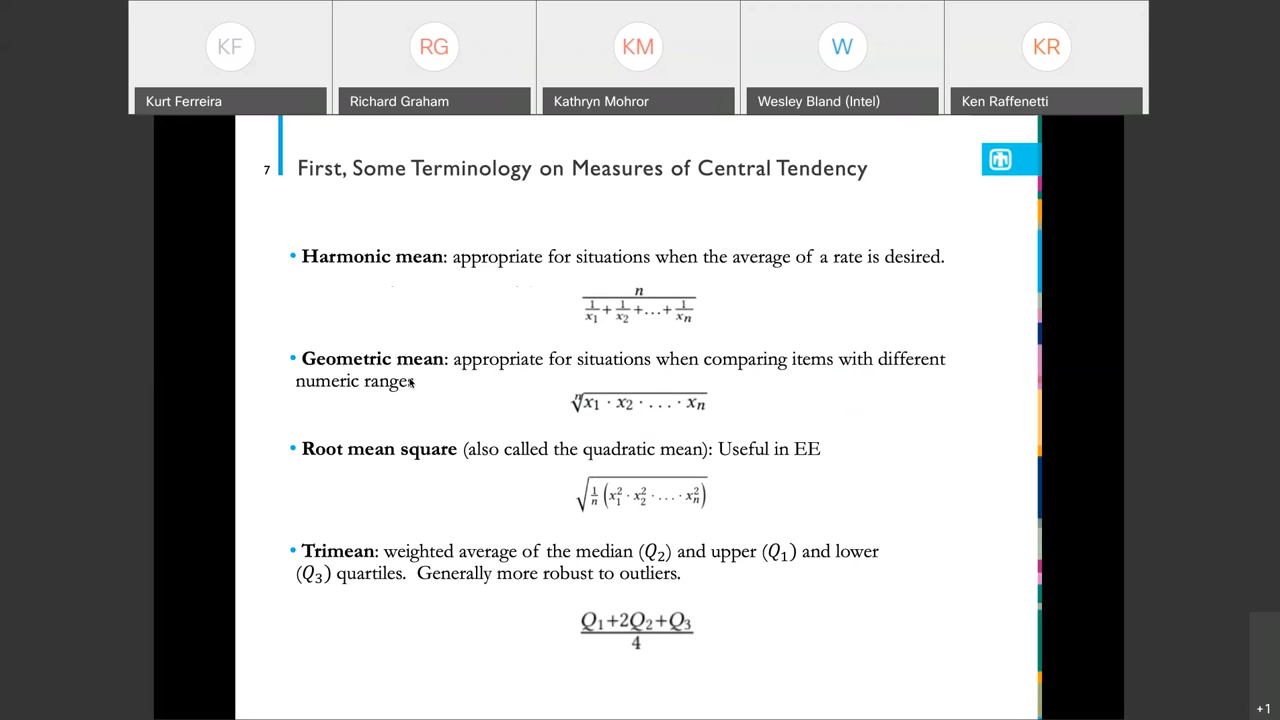 KF
RG
KM
W
KR
Kurt Ferreira
Richard Graham
Kathryn Mohror
Wesley Bland (Intel)
Ken Raffenetti
7
First, Some Terminology on Measures of Central Tendency
• Harmonic mean: appropriate for situations when the average of a rate is desired.
n
1/x₁ + 1/x₂ + ... + 1/xₙ
• Geometric mean: appropriate for situations when comparing items with different
numeric ranges
ⁿ√x₁ · x₂ · ... · xₙ
• Root mean square (also called the quadratic mean): Useful in EE
√1/n (x₁² · x₂² · ... · xₙ²)
• Trimean: weighted average of the median (Q₂) and upper (Q₁) and lower
(Q₃) quartiles. Generally more robust to outliers.
Q₁+2Q₂+Q₃
4
+1